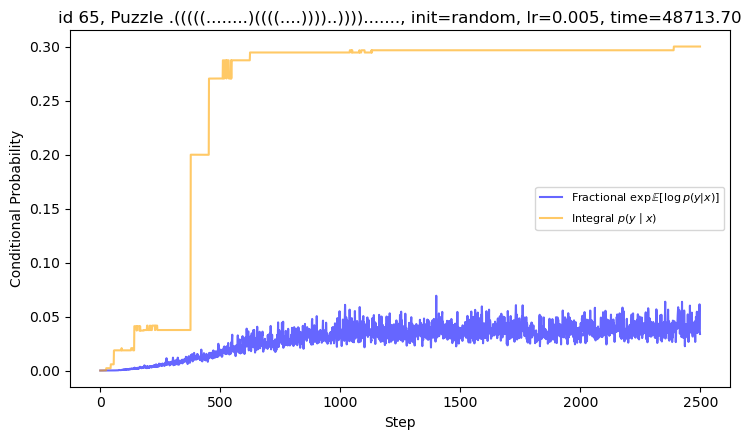 id 65, Puzzle .(((((........)((((....))))..))))......., init=random, lr=0.005, time=48713.70
0.30
0.25
0.20
0.15
0.10
0.05
0.00
Conditional Probability
Fractional exp𝔼[log p(y|x)]
Integral p(y | x)
0
500
1000
1500
2000
2500
Step